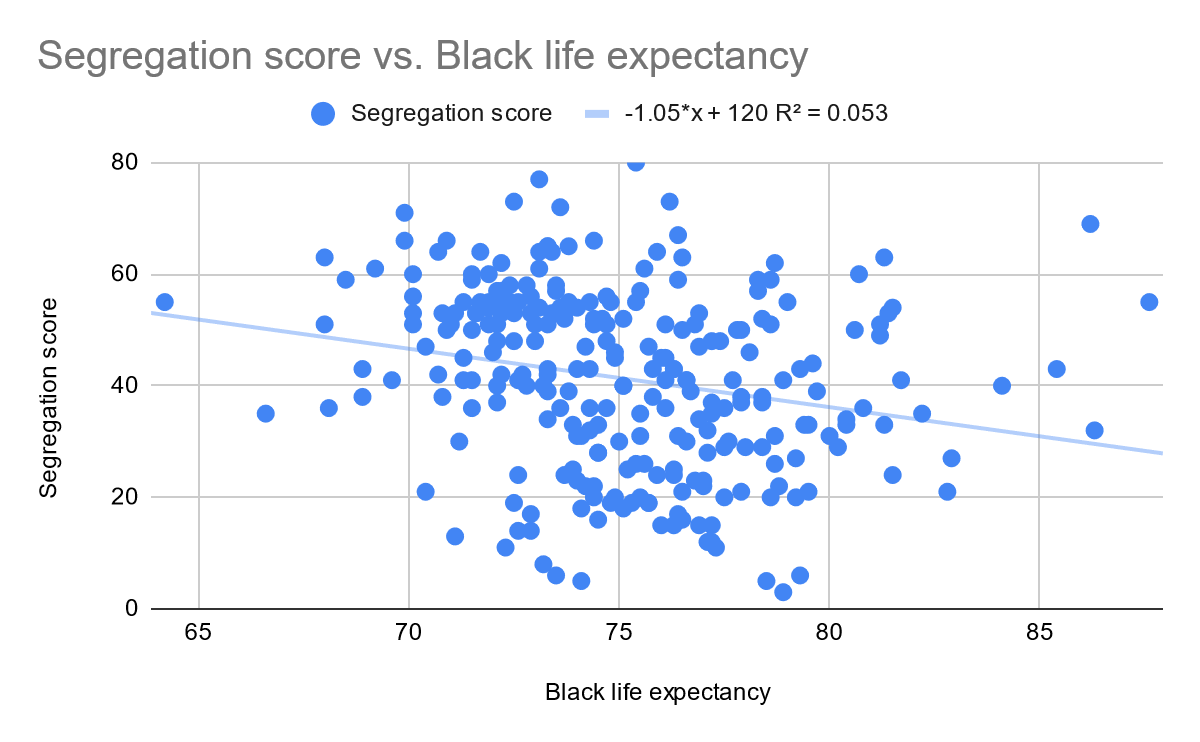 Segregation score vs. Black life expectancy
Segregation score
-1.05*x + 120 R² = 0.053
80
60
40
20
0
Segregation score
65
70
75
80
85
Black life expectancy